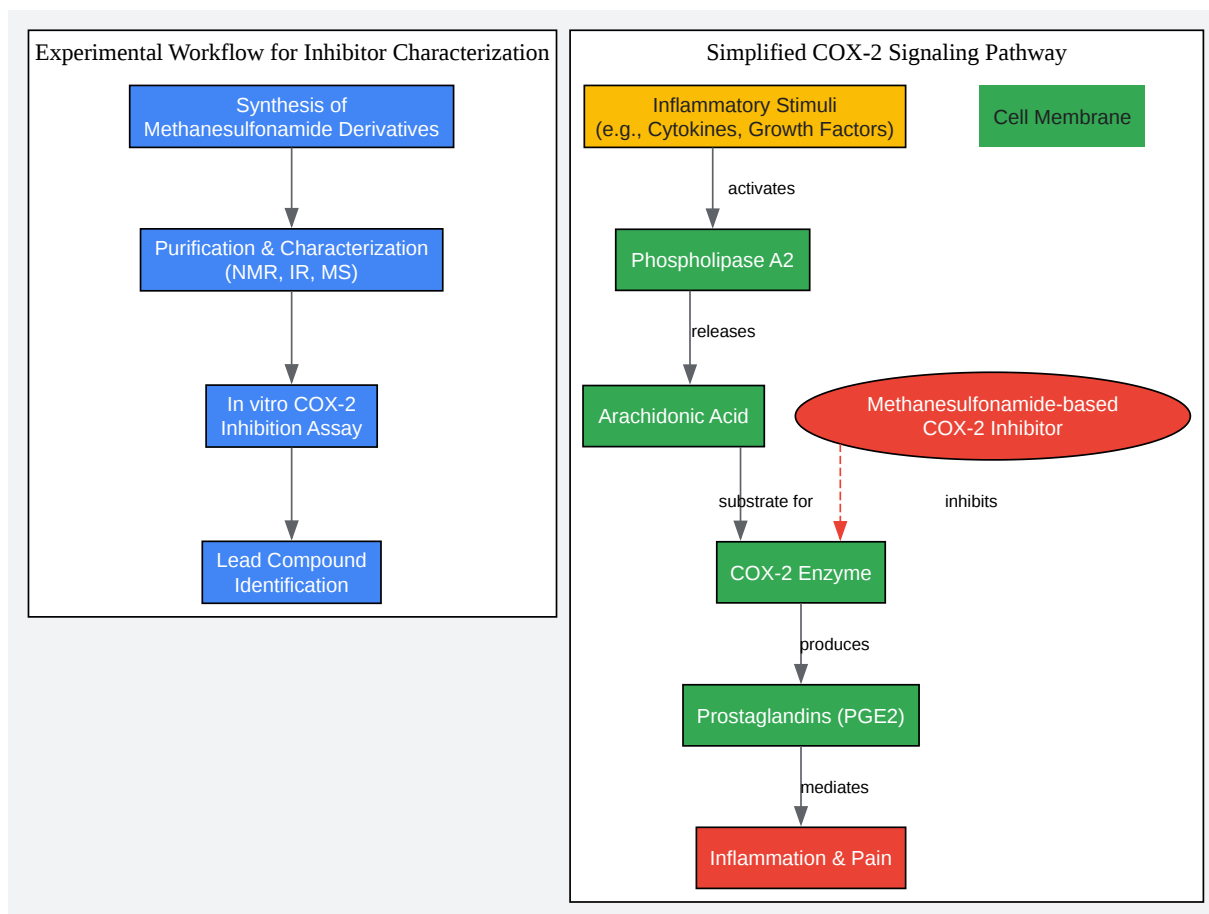 Experimental Workflow for Inhibitor Characterization
Synthesis of
Methanesulfonamide Derivatives
Purification & Characterization
(NMR, IR, MS)
In vitro COX-2
Inhibition Assay
Lead Compound
Identification
Simplified COX-2 Signaling Pathway
Inflammatory Stimuli
(e.g., Cytokines, Growth Factors)
Cell Membrane
activates
Phospholipase A2
releases
Arachidonic Acid
Methanesulfonamide-based
COX-2 Inhibitor
substrate for
inhibits
COX-2 Enzyme
produces
Prostaglandins (PGE2)
mediates
Inflammation & Pain